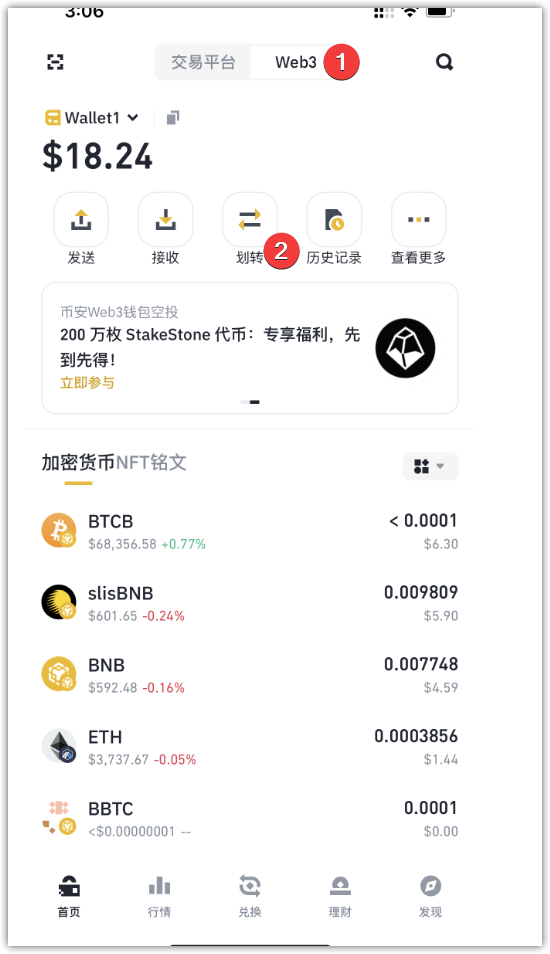 3:06
交易平台 Web3 1
Wallet1
$18.24
发送 接收 划转 2 历史记录 查看更多
币安Web3钱包空投
200 万枚 StakeStone 代币：专享福利，先
到先得！
立即参与
加密货币 NFT 铭文
BTCB < 0.0001
$68,356.58 +0.77% $6.30
slisBNB 0.009809
$601.65 -0.24% $5.90
BNB 0.007748
$592.48 -0.16% $4.59
ETH 0.0003856
$3,737.67 -0.05% $1.44
BBTC 0.0001
<$0.00000001 -- $0.00
首页 行情 兑换 理财 发现